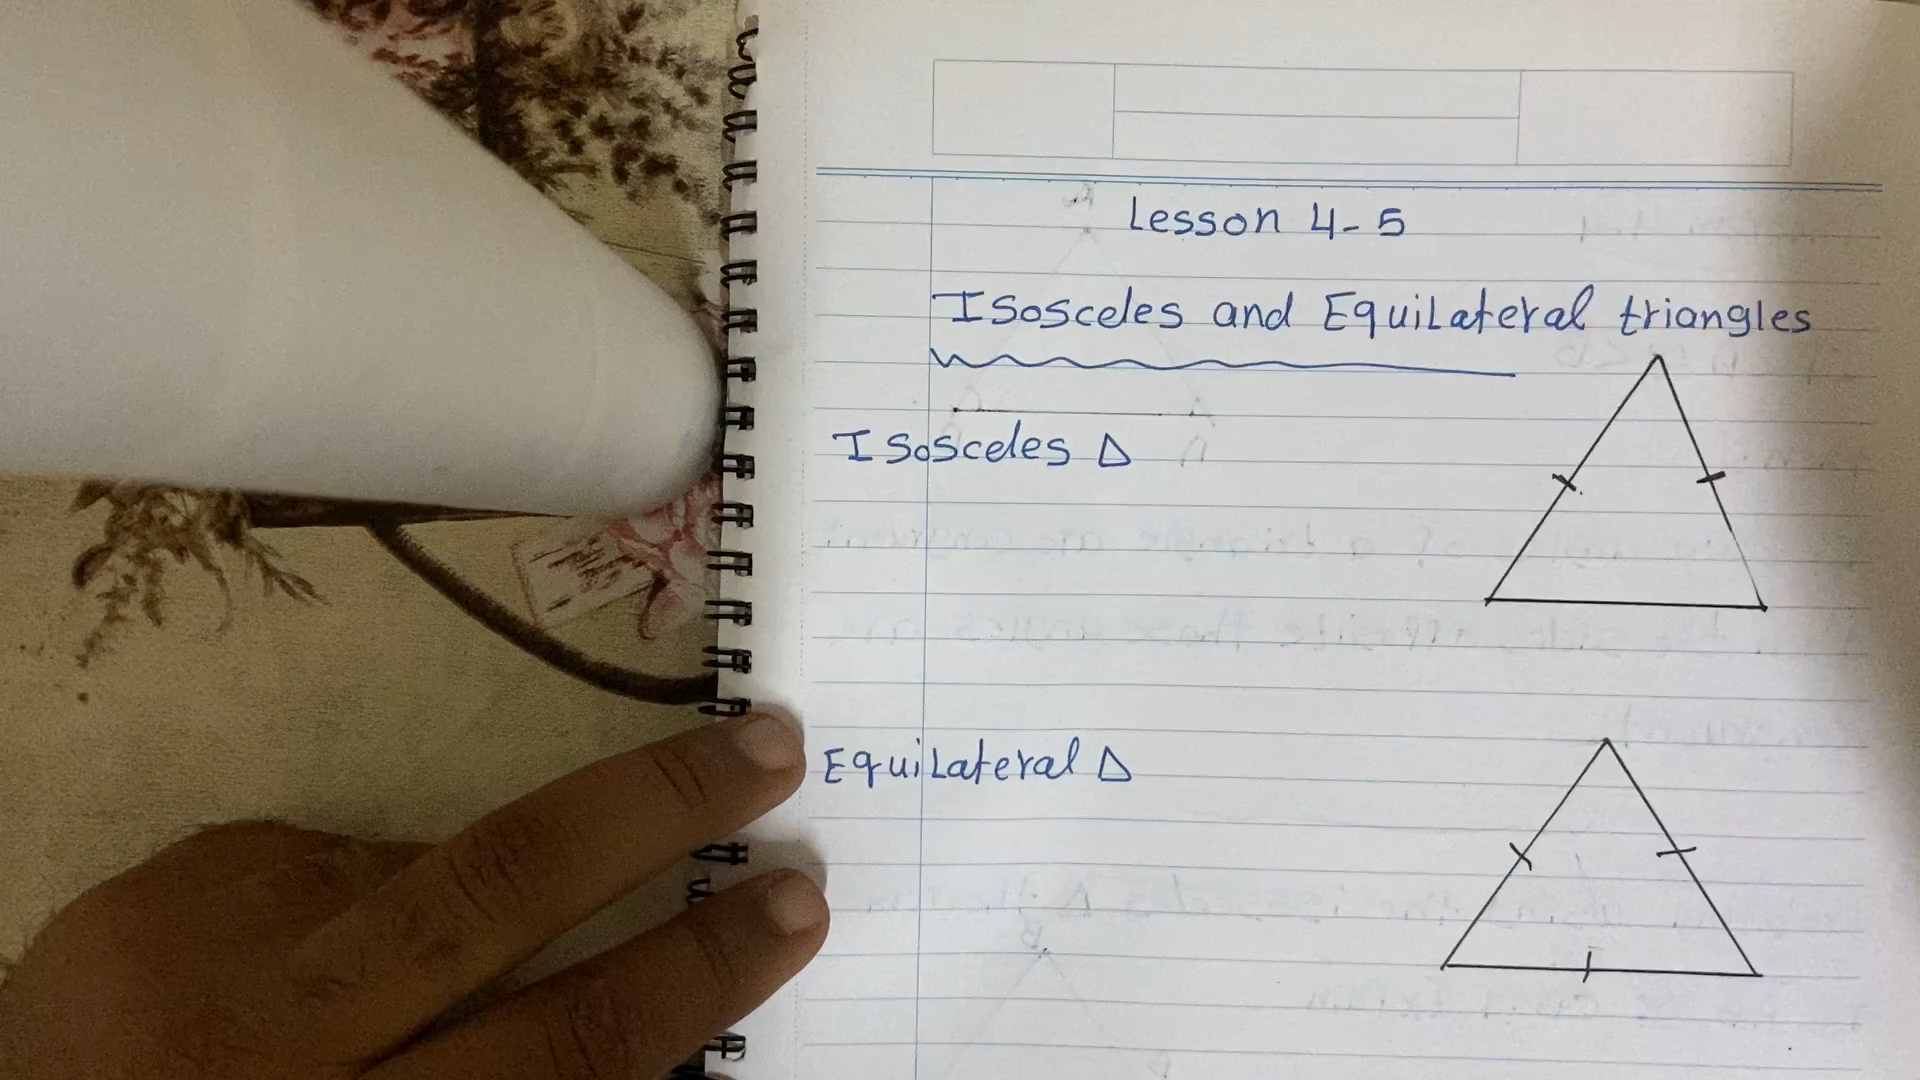 Lesson 4-5
Isosceles and Equilateral triangles
Isosceles Δ
Equilateral Δ